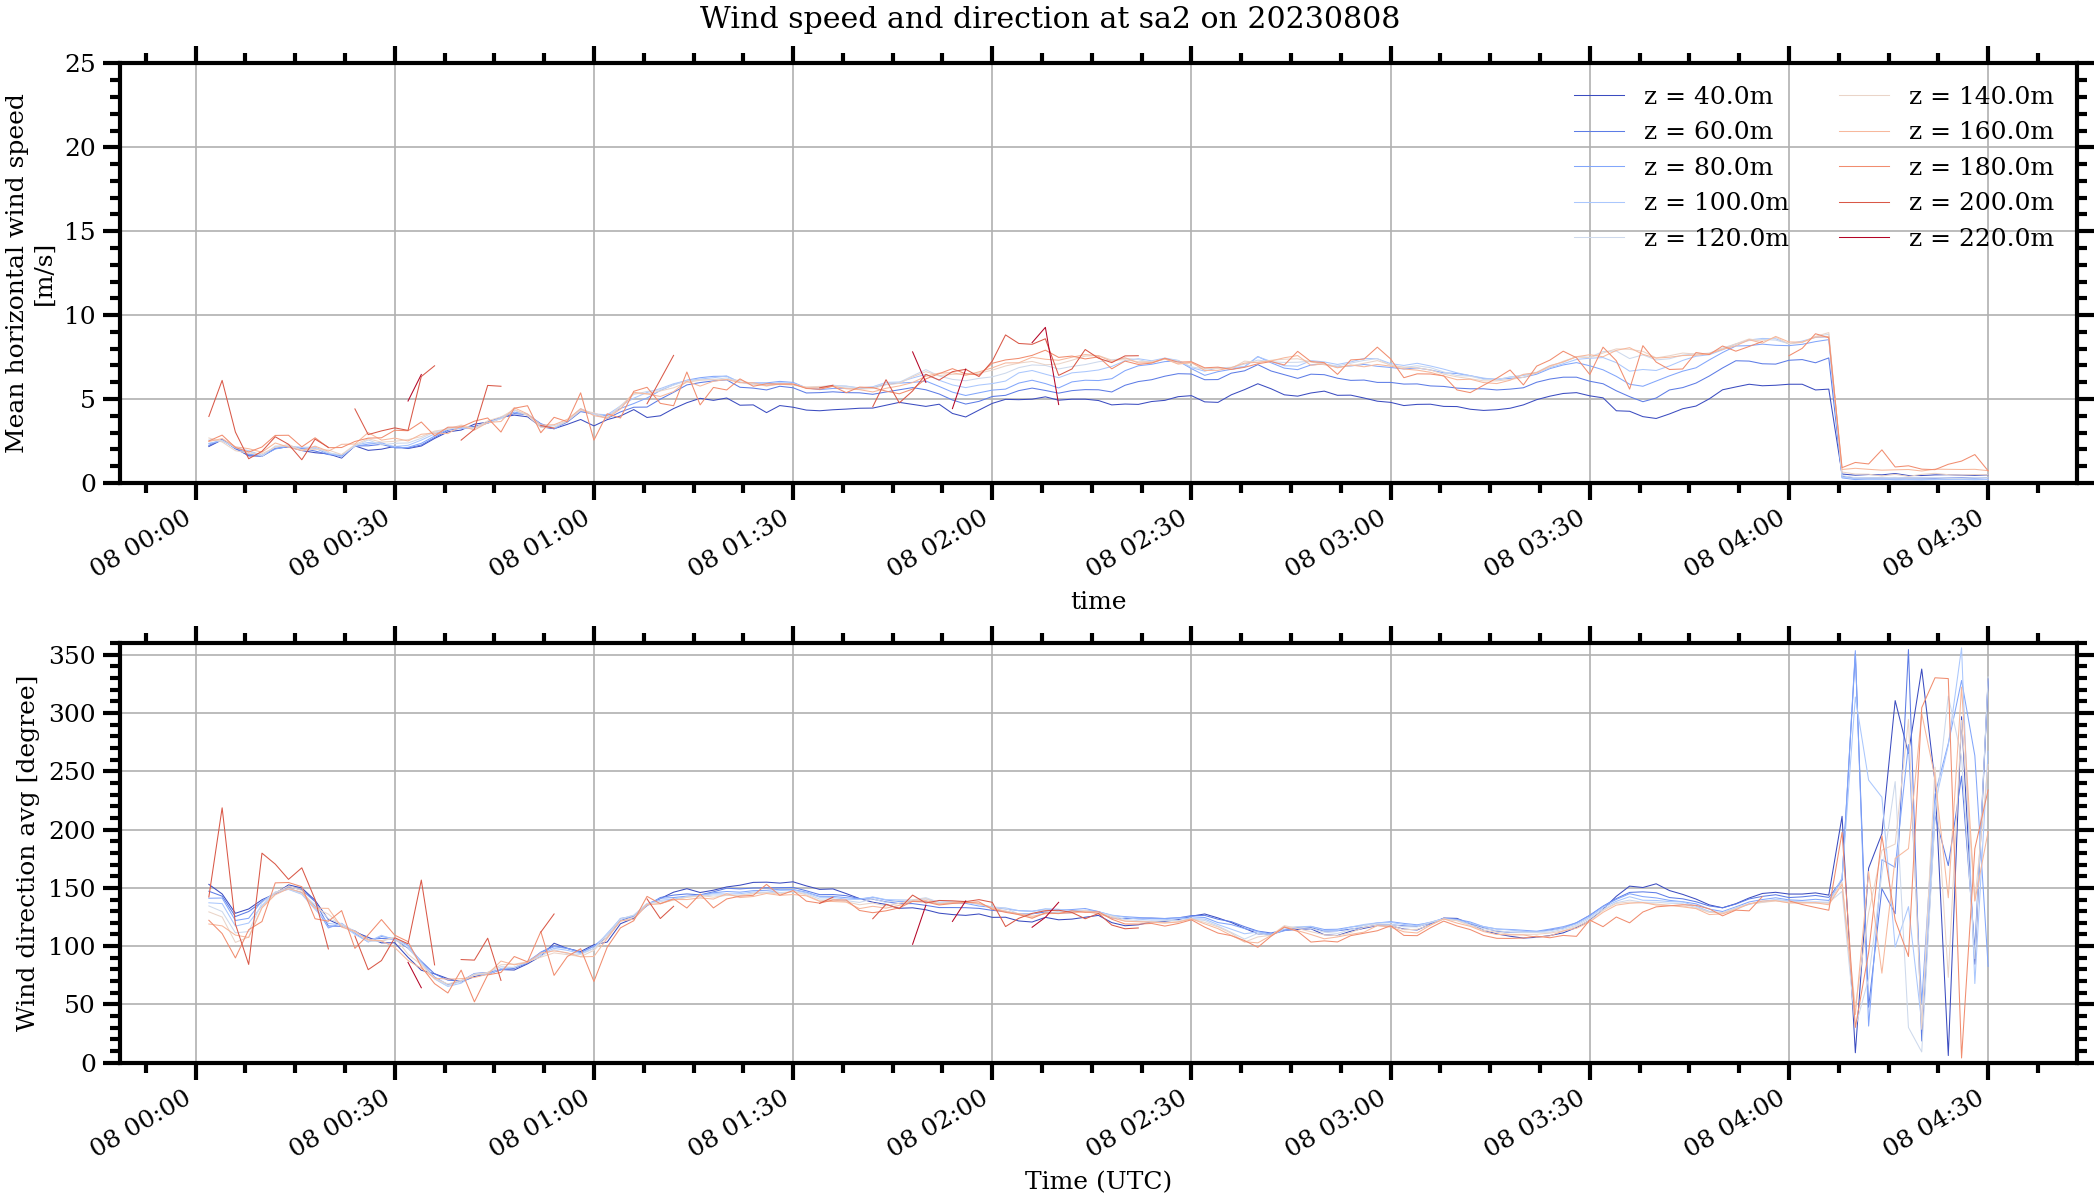 Wind speed and direction at sa2 on 20230808
Mean horizontal wind speed
[m/s]
25
20
15
10
5
0
z = 40.0m
z = 60.0m
z = 80.0m
z = 100.0m
z = 120.0m
z = 140.0m
z = 160.0m
z = 180.0m
z = 200.0m
z = 220.0m
08 00:00
08 00:30
08 01:00
08 01:30
08 02:00
08 02:30
08 03:00
08 03:30
08 04:00
08 04:30
time
Wind direction avg [degree]
350
300
250
200
150
100
50
0
08 00:00
08 00:30
08 01:00
08 01:30
08 02:00
08 02:30
08 03:00
08 03:30
08 04:00
08 04:30
Time (UTC)